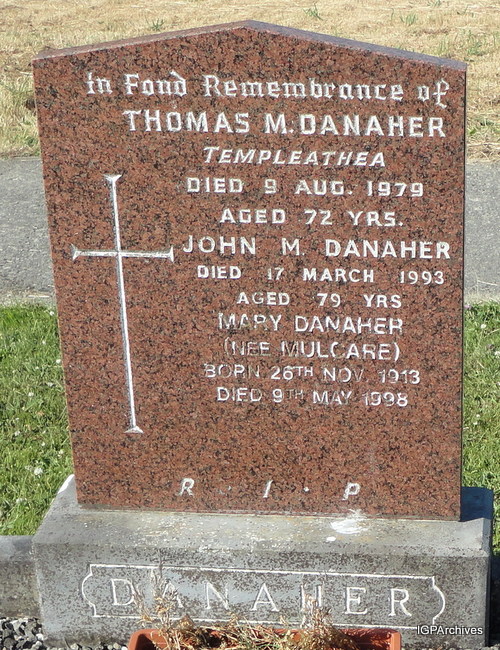 In Fond Remembrance of
THOMAS M. DANAHER
TEMPLEATHEA
DIED 9 AUG. 1979
AGED 72 YRS.
JOHN M. DANAHER
DIED 17 MARCH 1993
AGED 79 YRS
MARY DANAHER
(NEE MULCARE)
BORN 26TH NOV 1913
DIED 9TH MAY 1998
R · I · P
DANAHER
IGPArchives